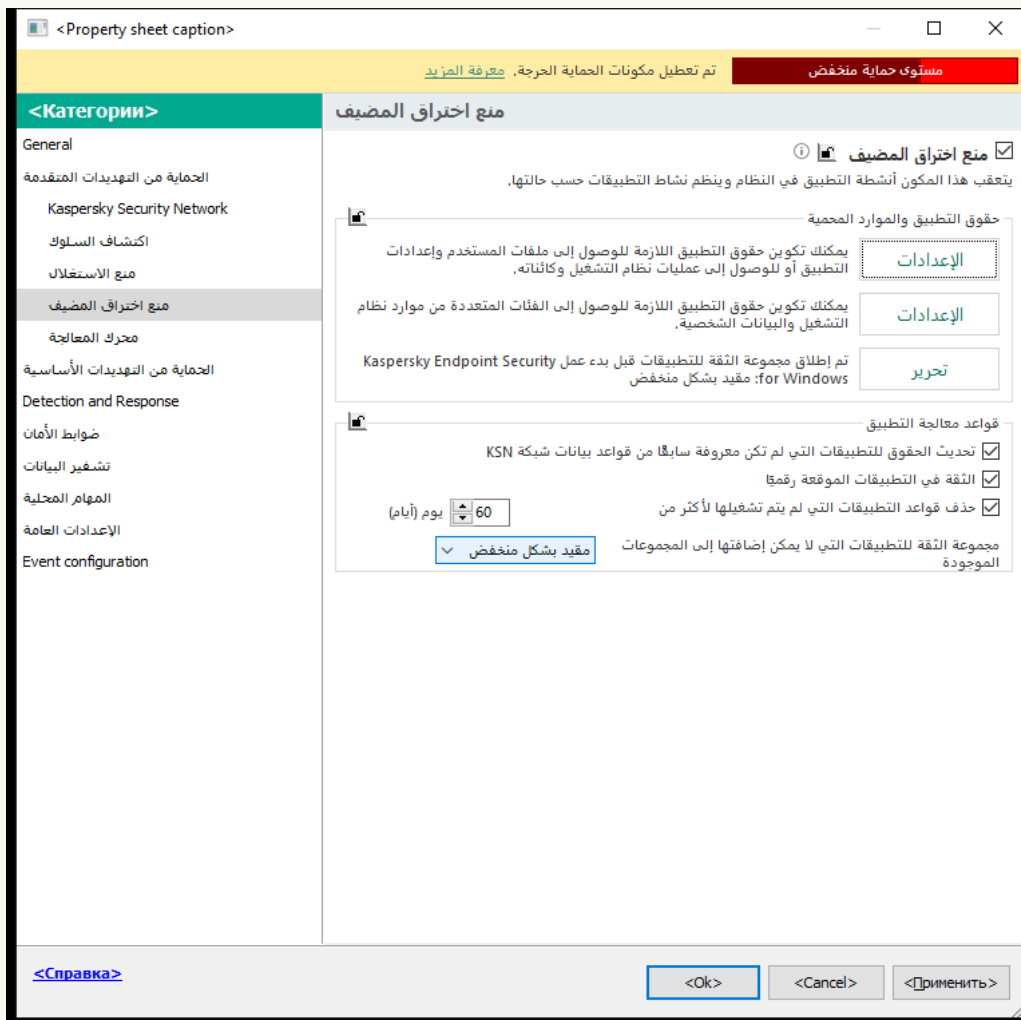 <Property sheet caption>
مستوى حماية منخفض
تم تعطيل مكونات الحماية الحرجة. معرفة المزيد
<Категории>
General
الحماية من التهديدات المتقدمة
Kaspersky Security Network
اكتشاف السلوك
منع الاستغلال
منع اختراق المضيف
محرك المعالجة
الحماية من التهديدات الأساسية
Detection and Response
ضوابط الأمان
تشفير البيانات
المهام المحلية
الإعدادات العامة
Event configuration
منع اختراق المضيف
منع اختراق المضيف
يتعقب هذا المكون أنشطة التطبيق في النظام وينظم نشاط التطبيقات حسب حالتها.
حقوق التطبيق والموارد المحمية
يمكنك تكوين حقوق التطبيق اللازمة للوصول إلى ملفات المستخدم وإعدادات
التطبيق أو للوصول إلى عمليات نظام التشغيل وكائناته.
الإعدادات
يمكنك تكوين حقوق التطبيق اللازمة للوصول إلى الفئات المتعددة من موارد نظام
التشغيل والبيانات الشخصية.
الإعدادات
تم إطلاق مجموعة الثقة للتطبيقات قبل بدء عمل Kaspersky Endpoint Security
for Windows: مقيد بشكل منخفض
تحرير
قواعد معالجة التطبيق
تحديث الحقوق للتطبيقات التي لم تكن معروفة سابقًا من قواعد بيانات شبكة KSN
الثقة في التطبيقات الموقعة رقميًا
حذف قواعد التطبيقات التي لم يتم تشغيلها لأكثر من 60 يوم (أيام)
مجموعة الثقة للتطبيقات التي لا يمكن إضافتها إلى المجموعات
الموجودة
مقيد بشكل منخفض
<Справка>
<Ok>
<Cancel>
<Применить>